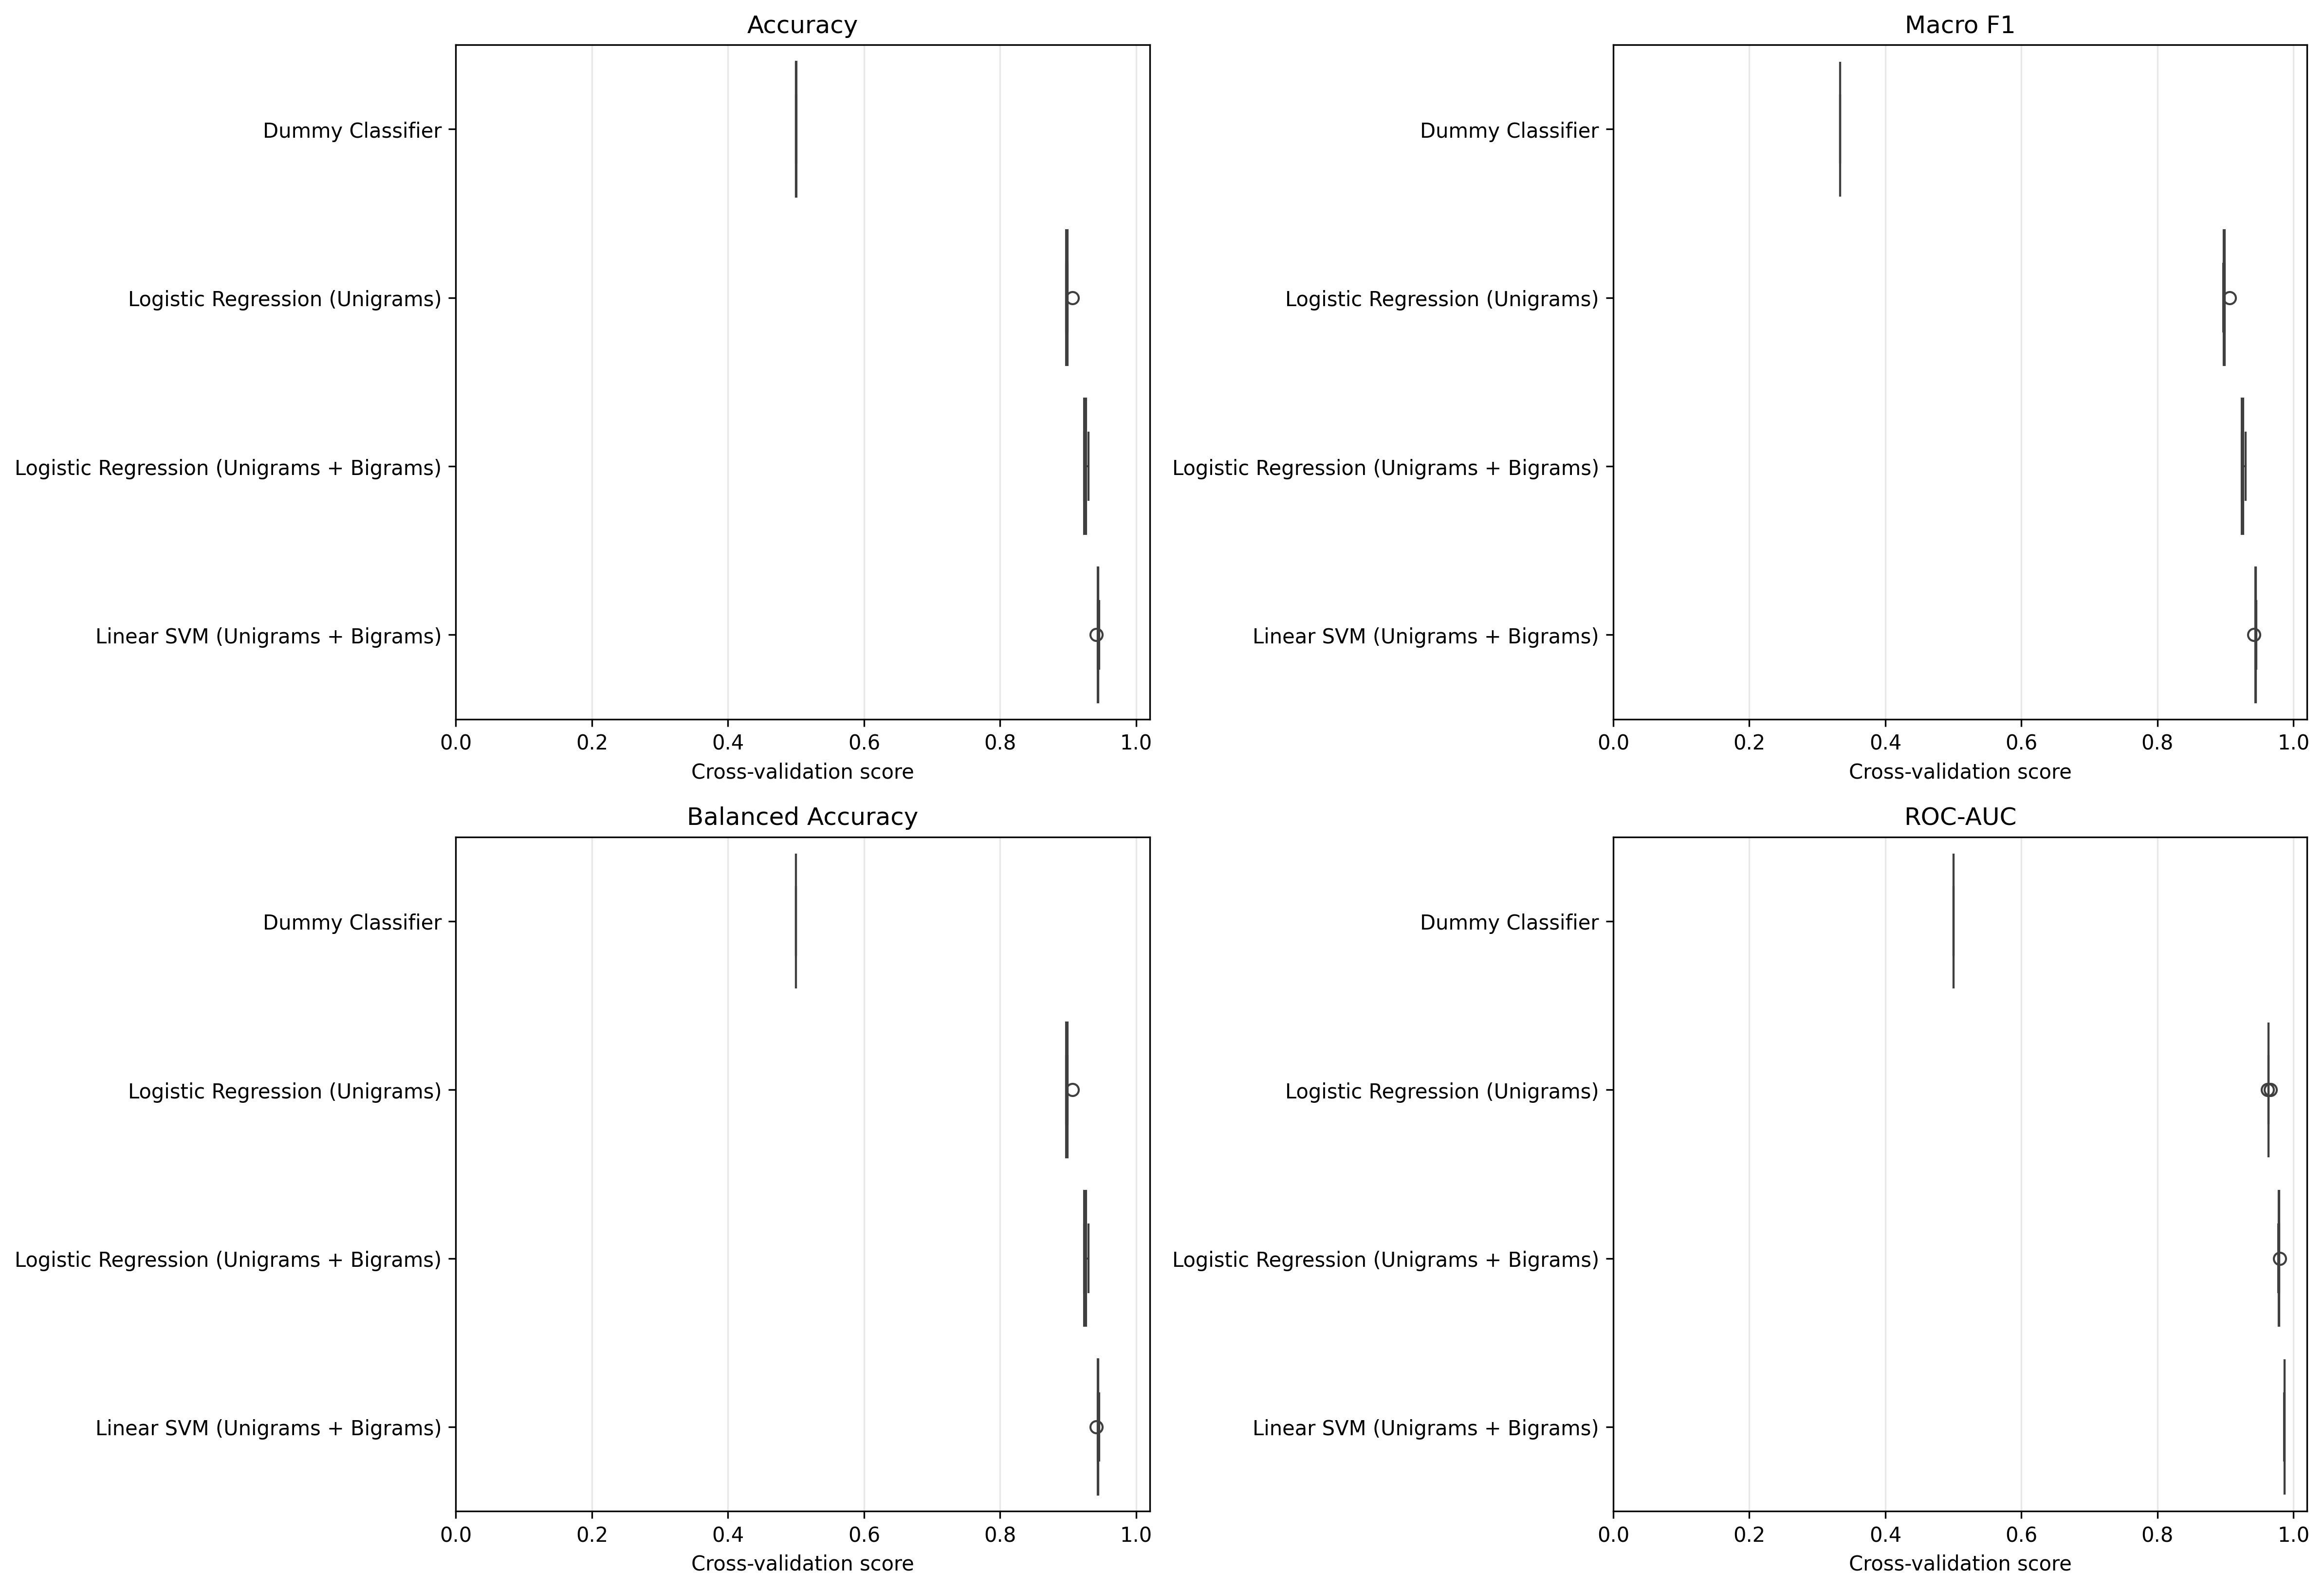 Accuracy
Dummy Classifier
Logistic Regression (Unigrams)
Logistic Regression (Unigrams + Bigrams)
Linear SVM (Unigrams + Bigrams)
0.0 0.2 0.4 0.6 0.8 1.0
Cross-validation score
Macro F1
Dummy Classifier
Logistic Regression (Unigrams)
Logistic Regression (Unigrams + Bigrams)
Linear SVM (Unigrams + Bigrams)
0.0 0.2 0.4 0.6 0.8 1.0
Cross-validation score
Balanced Accuracy
Dummy Classifier
Logistic Regression (Unigrams)
Logistic Regression (Unigrams + Bigrams)
Linear SVM (Unigrams + Bigrams)
0.0 0.2 0.4 0.6 0.8 1.0
Cross-validation score
ROC-AUC
Dummy Classifier
Logistic Regression (Unigrams)
Logistic Regression (Unigrams + Bigrams)
Linear SVM (Unigrams + Bigrams)
0.0 0.2 0.4 0.6 0.8 1.0
Cross-validation score